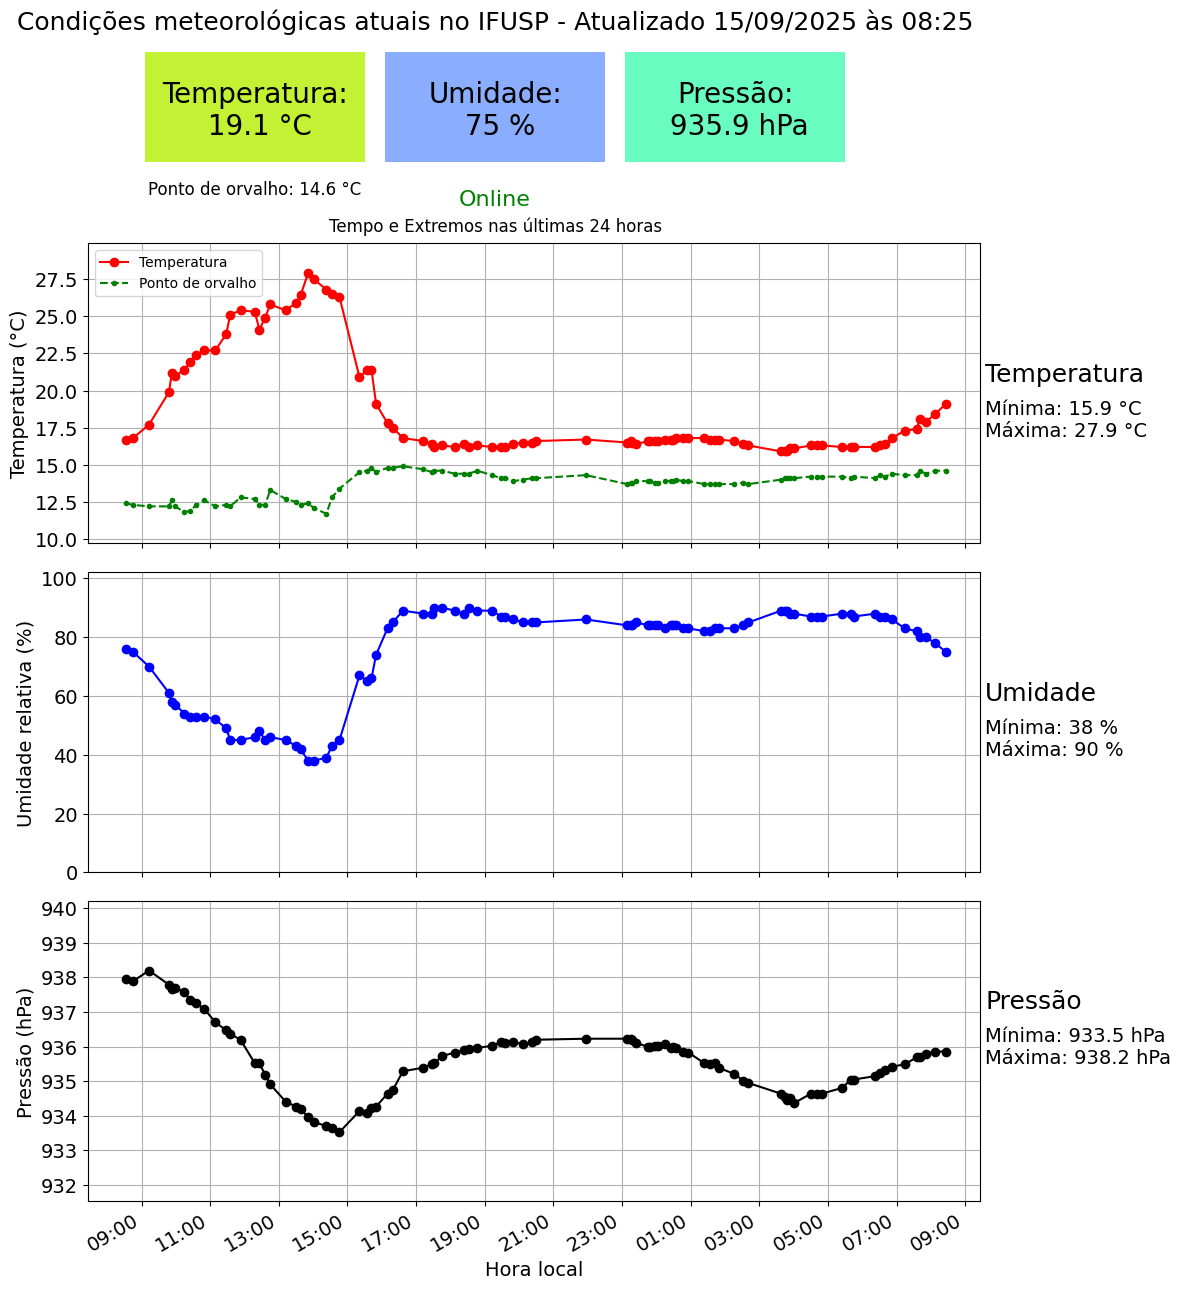 Condições meteorológicas atuais no IFUSP - Atualizado 15/09/2025 às 08:25
Temperatura:
19.1 °C
Umidade:
75 %
Pressão:
935.9 hPa
Ponto de orvalho: 14.6 °C
Online
Tempo e Extremos nas últimas 24 horas
Temperatura
Ponto de orvalho
Temperatura (°C)
27.5
25.0
22.5
20.0
17.5
15.0
12.5
10.0
Temperatura
Mínima: 15.9 °C
Máxima: 27.9 °C
Umidade relativa (%)
100
80
60
40
20
0
Umidade
Mínima: 38 %
Máxima: 90 %
Pressão (hPa)
940
939
938
937
936
935
934
933
932
Pressão
Mínima: 933.5 hPa
Máxima: 938.2 hPa
09:00
11:00
13:00
15:00
17:00
19:00
21:00
23:00
01:00
03:00
05:00
07:00
09:00
Hora local